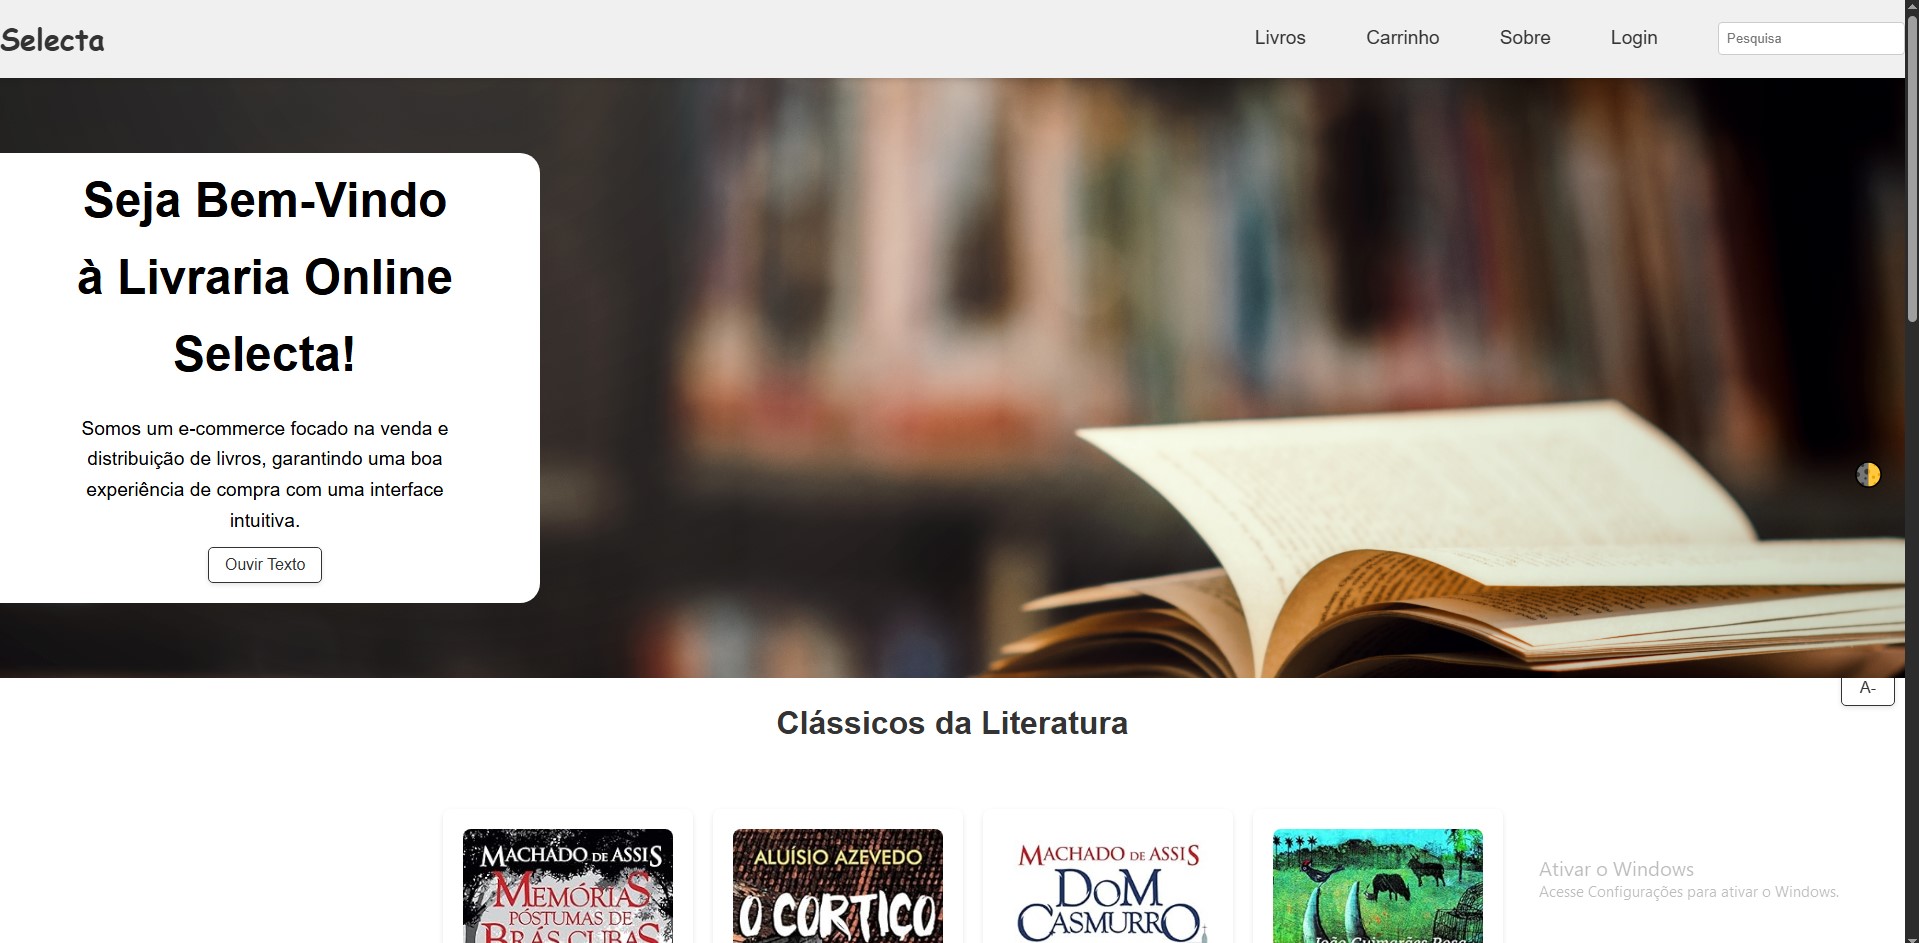 Selecta
Livros
Carrinho
Sobre
Login
Pesquisa
Seja Bem-Vindo
à Livraria Online
Selecta!
Somos um e-commerce focado na venda e
distribuição de livros, garantindo uma boa
experiência de compra com uma interface
intuitiva.
Ouvir Texto
A-
Clássicos da Literatura
MACHADO DE ASSIS
MEMÓRIAS
PÓSTUMAS DE
BRÁS CUBAS
ALUÍSIO AZEVEDO
O CORTIÇO
MACHADO DE ASSIS
DOM
CASMURRO
João Guimarães Rosa
Ativar o Windows
Acesse Configurações para ativar o Windows.